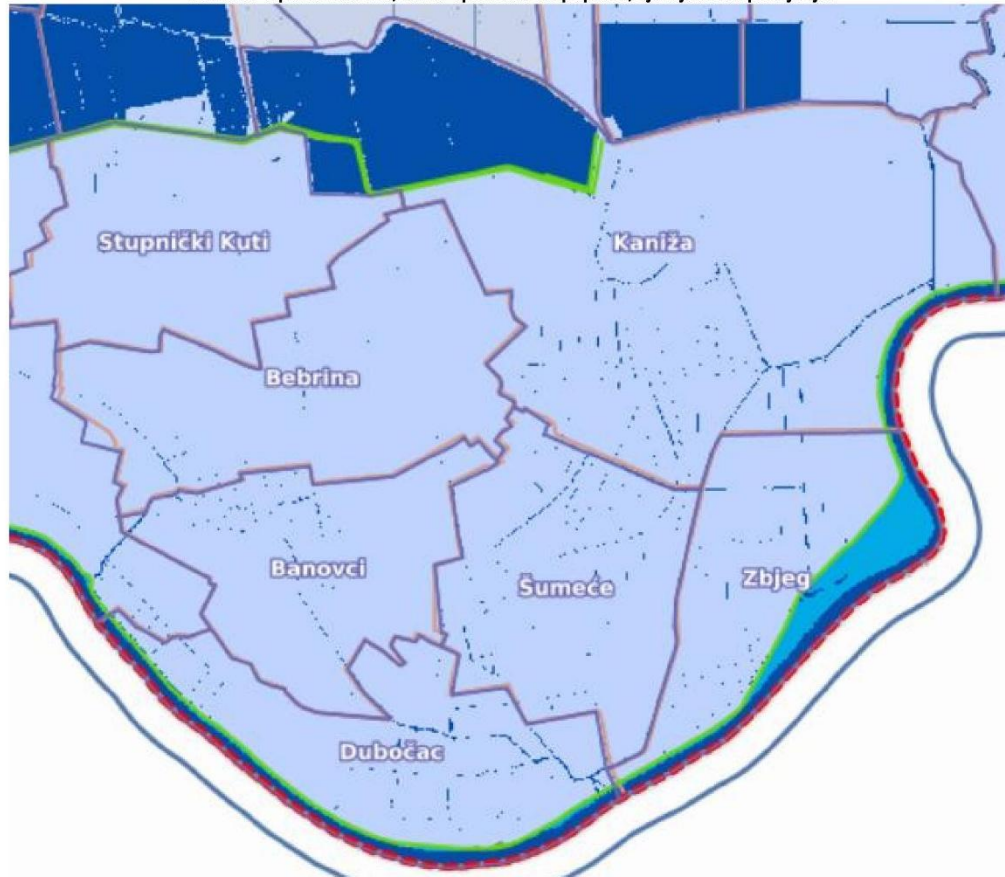 Stupnički Kuti
Kaniža
Bebrina
Banovci
Šumeće
Zbjeg
Dubočac